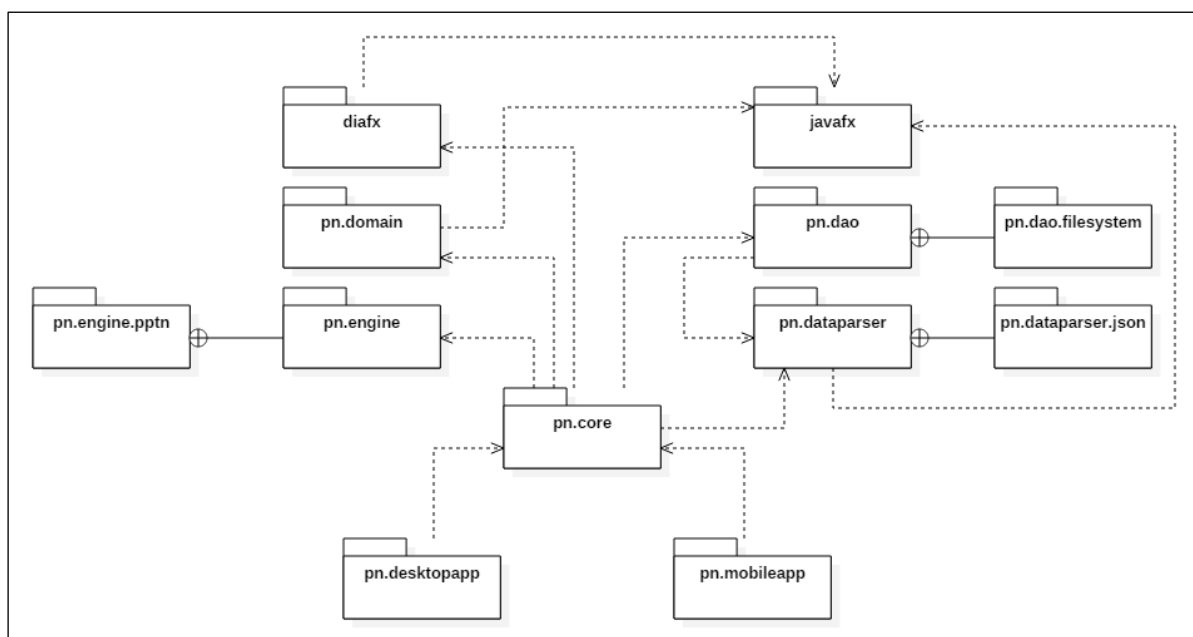 diafx
javafx
pn.domain
pn.dao
pn.dao.filesystem
pn.engine.pptn
pn.engine
pn.dataparser
pn.dataparser.json
pn.core
pn.desktopapp
pn.mobileapp